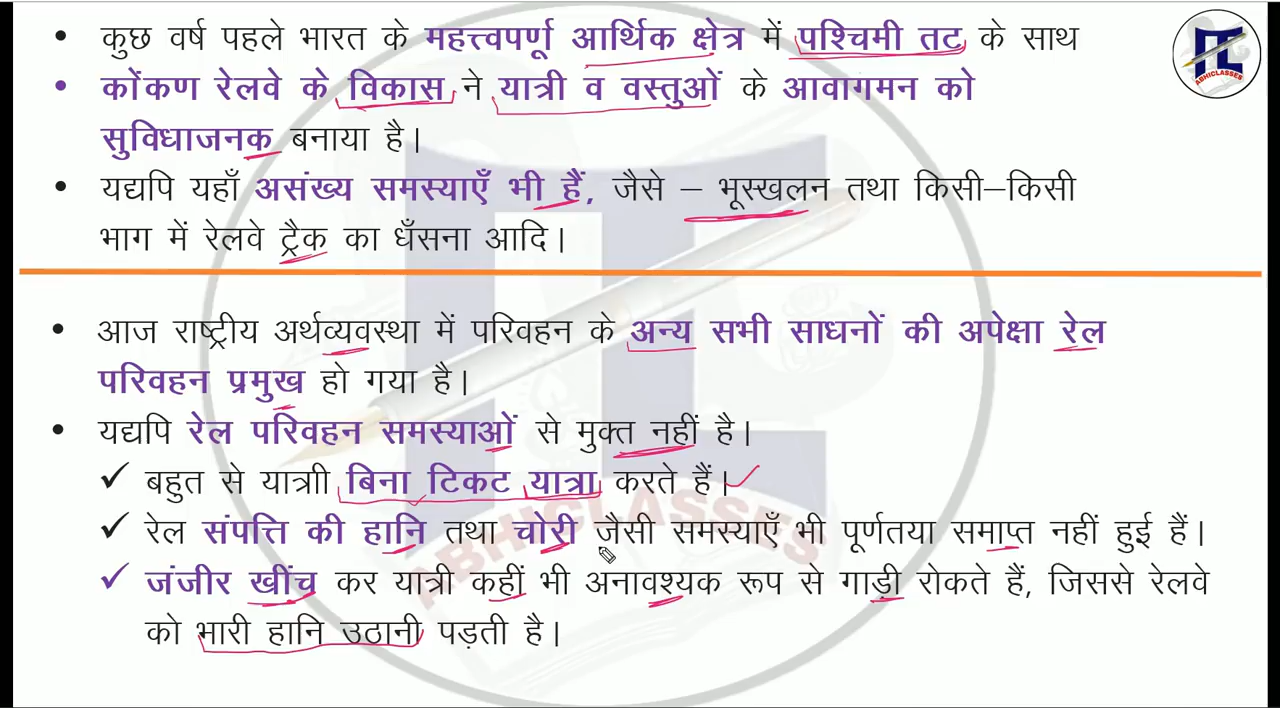 कुछ वर्ष पहले भारत के महत्त्वपूर्ण आर्थिक क्षेत्र में पश्चिमी तट के साथ
कोंकण रेलवे के विकास ने यात्री व वस्तुओं के आवागमन को
सुविधाजनक बनाया है।
यद्यपि यहाँ असंख्य समस्याएँ भी हैं, जैसे – भूस्खलन तथा किसी–किसी
भाग में रेलवे ट्रैक का धँसना आदि।
आज राष्ट्रीय अर्थव्यवस्था में परिवहन के अन्य सभी साधनों की अपेक्षा रेल
परिवहन प्रमुख हो गया है।
यद्यपि रेल परिवहन समस्याओं से मुक्त नहीं है।
✓ बहुत से यात्राी बिना टिकट यात्रा करते हैं।
✓ रेल संपत्ति की हानि तथा चोरी जैसी समस्याएँ भी पूर्णतया समाप्त नहीं हुई हैं।
✓ जंजीर खींच कर यात्री कहीं भी अनावश्यक रूप से गाड़ी रोकते हैं, जिससे रेलवे
को भारी हानि उठानी पड़ती है।
ABHICLASSES
ABHICLASSES